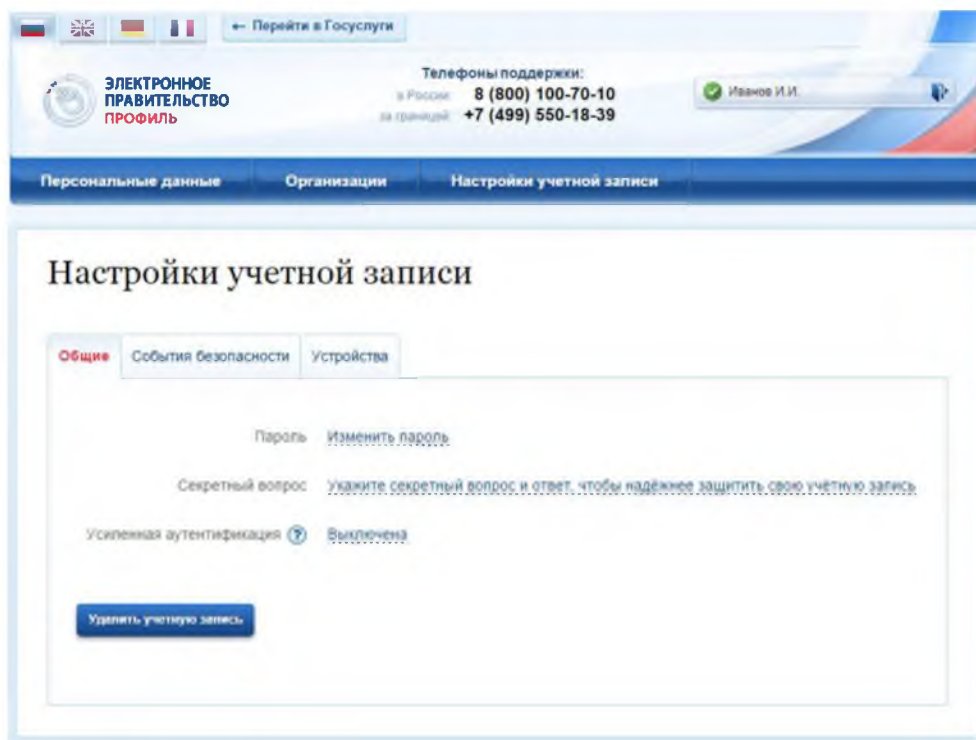 ← Перейти в Госуслуги
ЭЛЕКТРОННОЕ
ПРАВИТЕЛЬСТВО
ПРОФИЛЬ
Телефоны поддержки:
в России: 8 (800) 100-70-10
за границей: +7 (499) 550-18-39
Иванов И.И.
Персональные данные Организации Настройки учетной записи
Настройки учетной записи
Общие События безопасности Устройства
Пароль Изменить пароль
Секретный вопрос Укажите секретный вопрос и ответ, чтобы надёжнее защитить свою учётную запись
Усиленная аутентификация ? Выключена
Удалить учетную запись